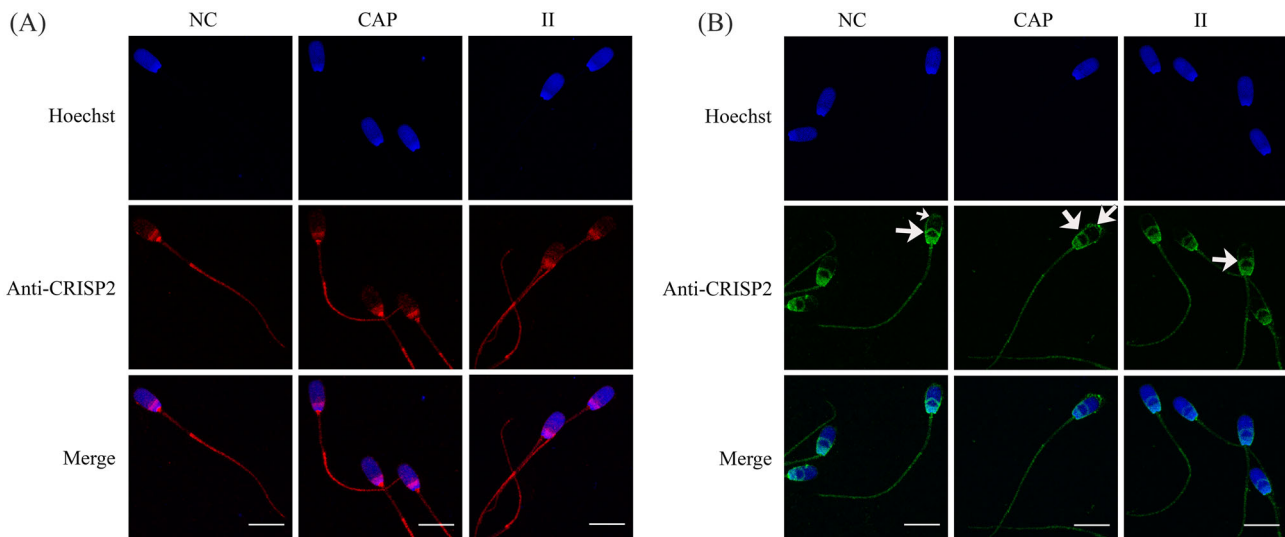 (A) NC CAP II
Hoechst
Anti-CRISP2
Merge
(B) NC CAP II
Hoechst
Anti-CRISP2
Merge